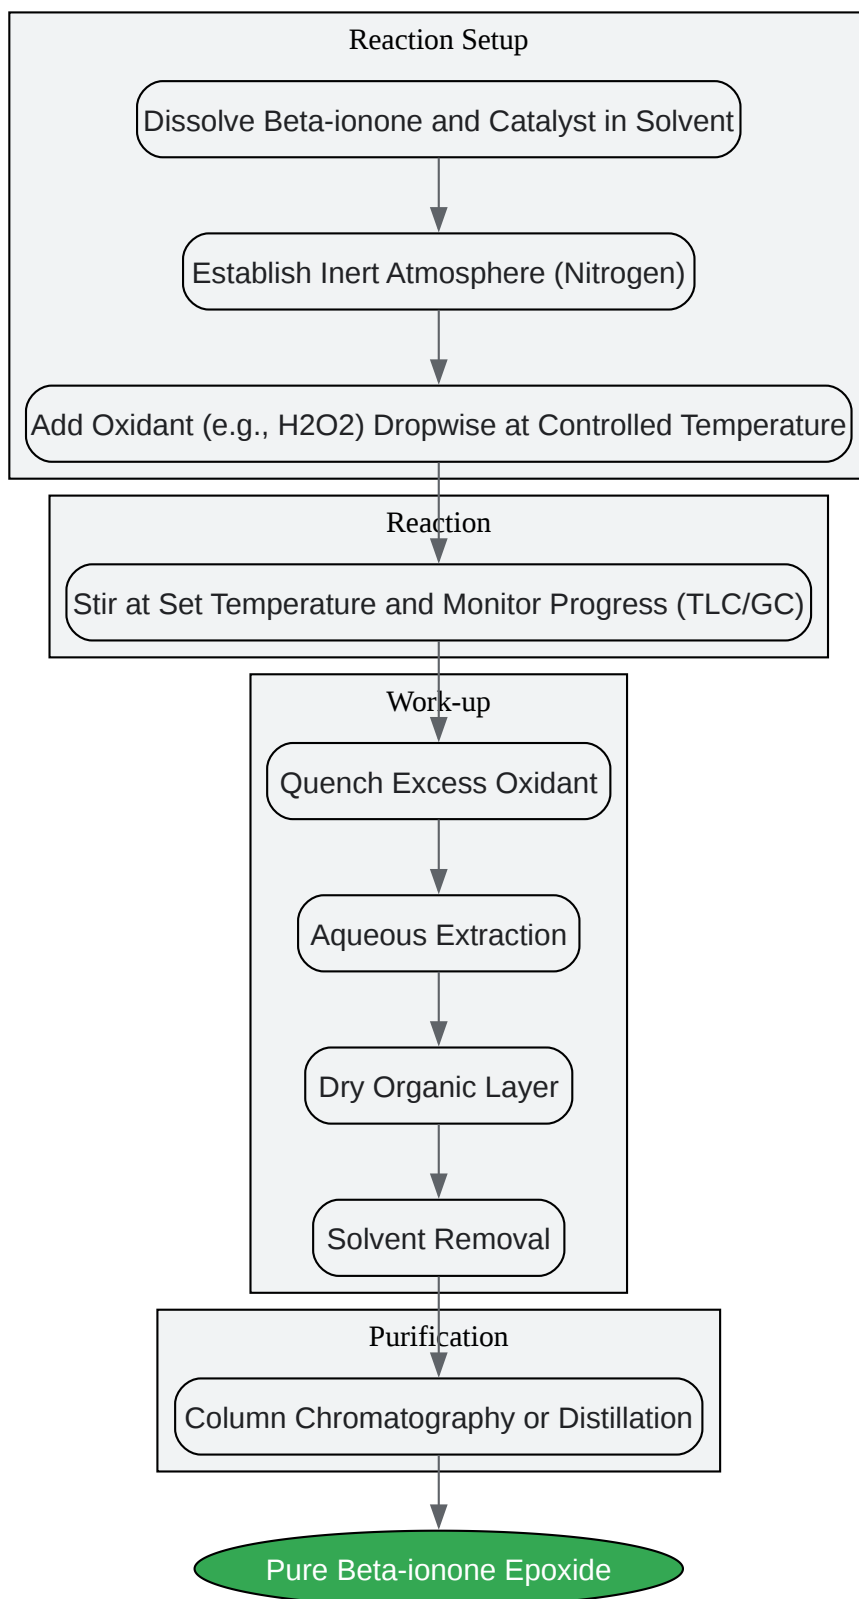 Reaction Setup
Dissolve Beta-ionone and Catalyst in Solvent
Establish Inert Atmosphere (Nitrogen)
Add Oxidant (e.g., H2O2) Dropwise at Controlled Temperature
Reaction
Stir at Set Temperature and Monitor Progress (TLC/GC)
Work-up
Quench Excess Oxidant
Aqueous Extraction
Dry Organic Layer
Solvent Removal
Purification
Column Chromatography or Distillation
Pure Beta-ionone Epoxide